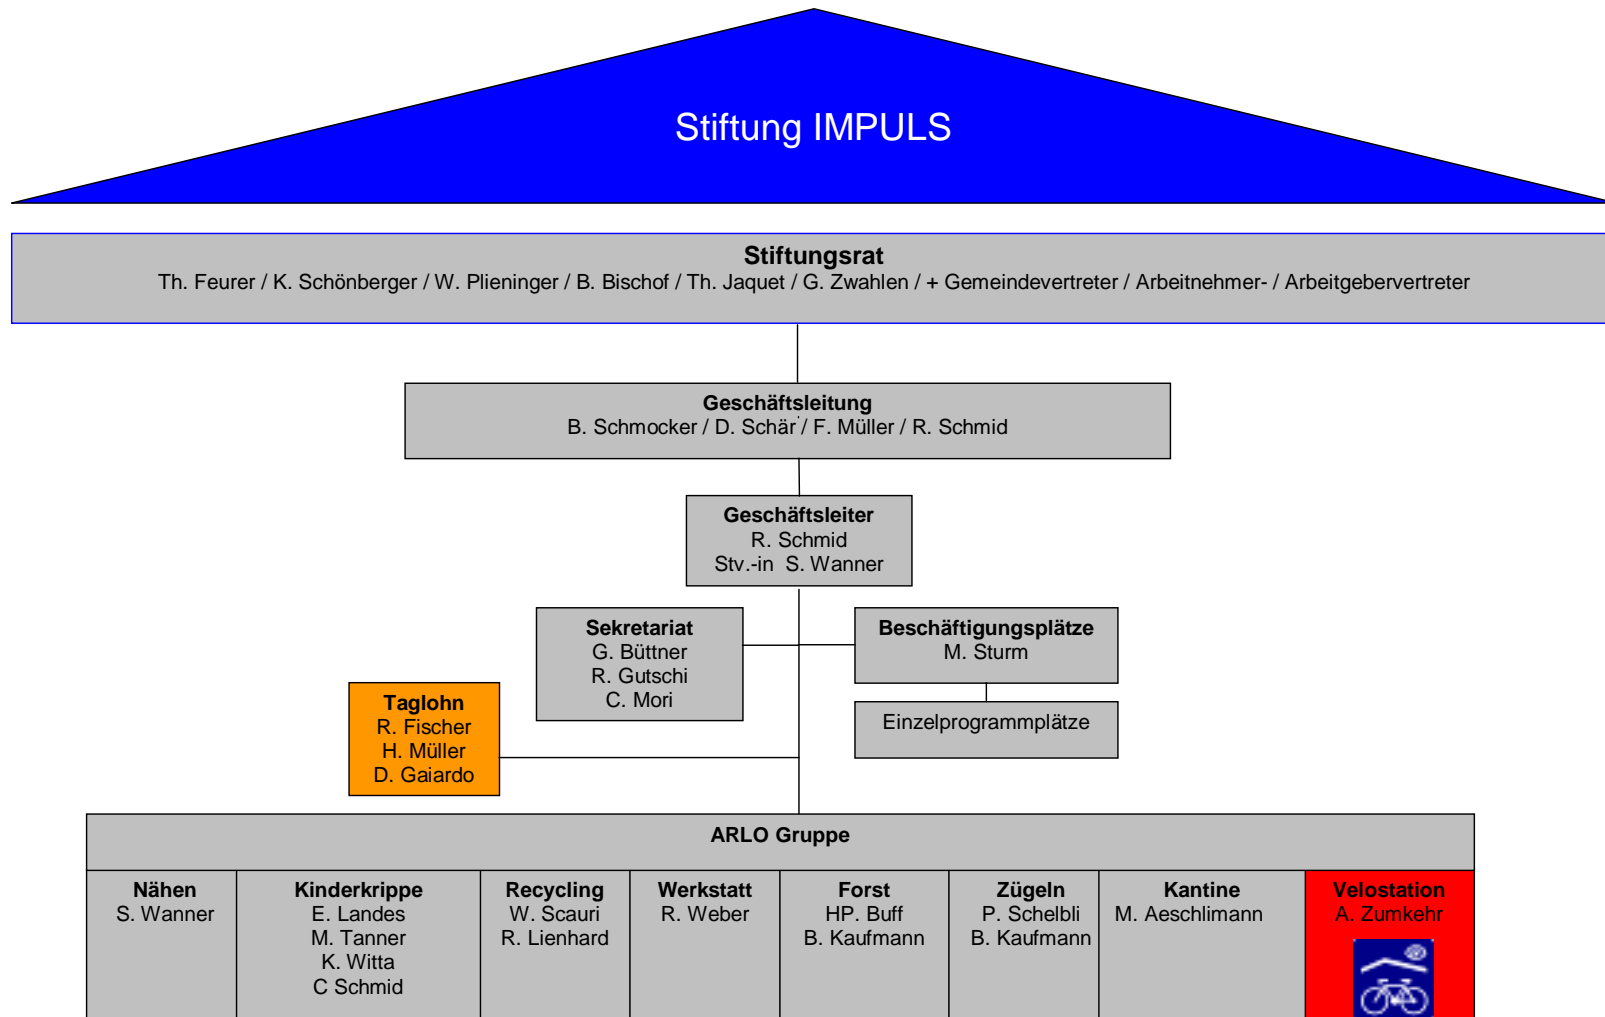 Stiftung IMPULS
Stiftungsrat
Th. Feurer / K. Schönberger / W. Plieninger / B. Bischof / Th. Jaquet / G. Zwahlen / + Gemeindevertreter / Arbeitnehmer- / Arbeitgebervertreter
Geschäftsleitung
B. Schmocker / D. Schär / F. Müller / R. Schmid
Geschäftsleiter
R. Schmid
Stv.-in S. Wanner
Sekretariat
G. Büttner
R. Gutschi
C. Mori
Beschäftigungsplätze
M. Sturm
Einzelprogrammplätze
Taglohn
R. Fischer
H. Müller
D. Gaiardo
ARLO Gruppe
Nähen
S. Wanner
Kinderkrippe
E. Landes
M. Tanner
K. Witta
C Schmid
Recycling
W. Scauri
R. Lienhard
Werkstatt
R. Weber
Forst
HP. Buff
B. Kaufmann
Zügeln
P. Schelbli
B. Kaufmann
Kantine
M. Aeschlimann
Velostation
A. Zumkehr